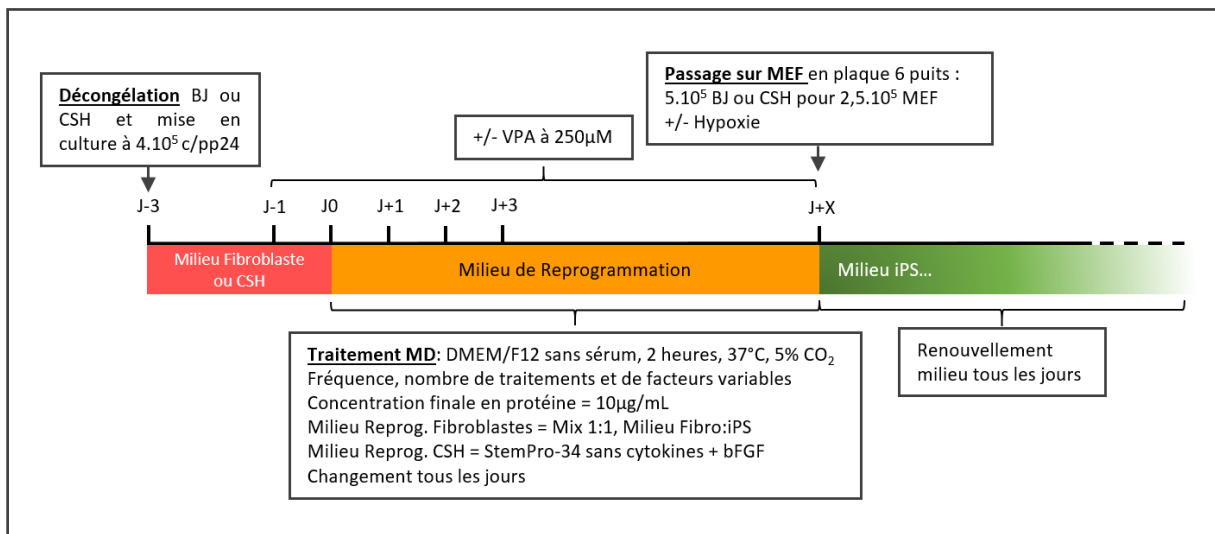 Décongélation BJ ou
CSH et mise en
culture à 4.10⁵ c/pp24
+/- VPA à 250µM
Passage sur MEF en plaque 6 puits :
5.10⁵ BJ ou CSH pour 2,5.10⁵ MEF
+/- Hypoxie
J-3 J-1 J0 J+1 J+2 J+3 J+X
Milieu Fibroblaste
ou CSH
Milieu de Reprogrammation
Milieu iPS...
Traitement MD: DMEM/F12 sans sérum, 2 heures, 37°C, 5% CO₂
Fréquence, nombre de traitements et de facteurs variables
Concentration finale en protéine = 10µg/mL
Milieu Reprog. Fibroblastes = Mix 1:1, Milieu Fibro:iPS
Milieu Reprog. CSH = StemPro-34 sans cytokines + bFGF
Changement tous les jours
Renouvellement
milieu tous les jours